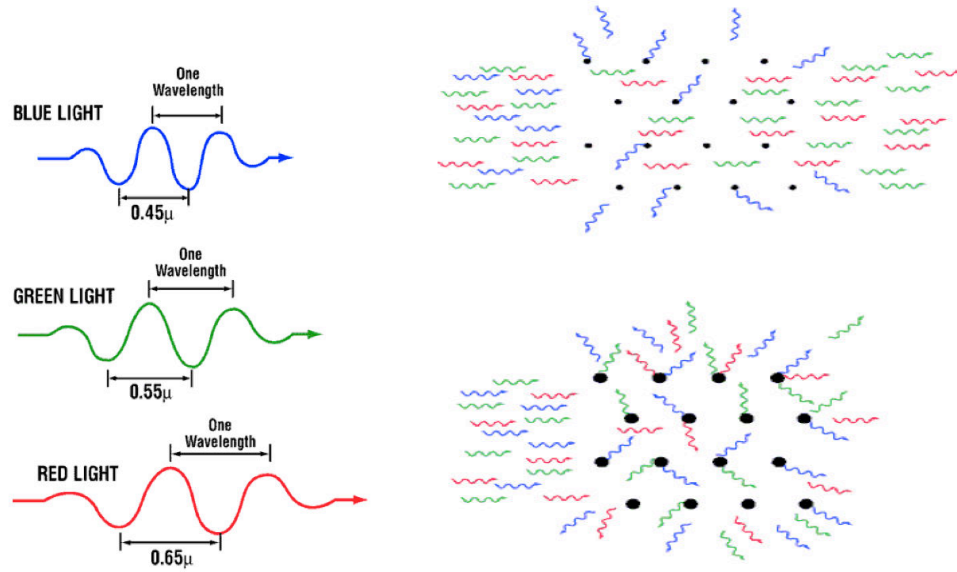 One
Wavelength
BLUE LIGHT
0.45μ
One
Wavelength
GREEN LIGHT
0.55μ
One
Wavelength
RED LIGHT
0.65μ